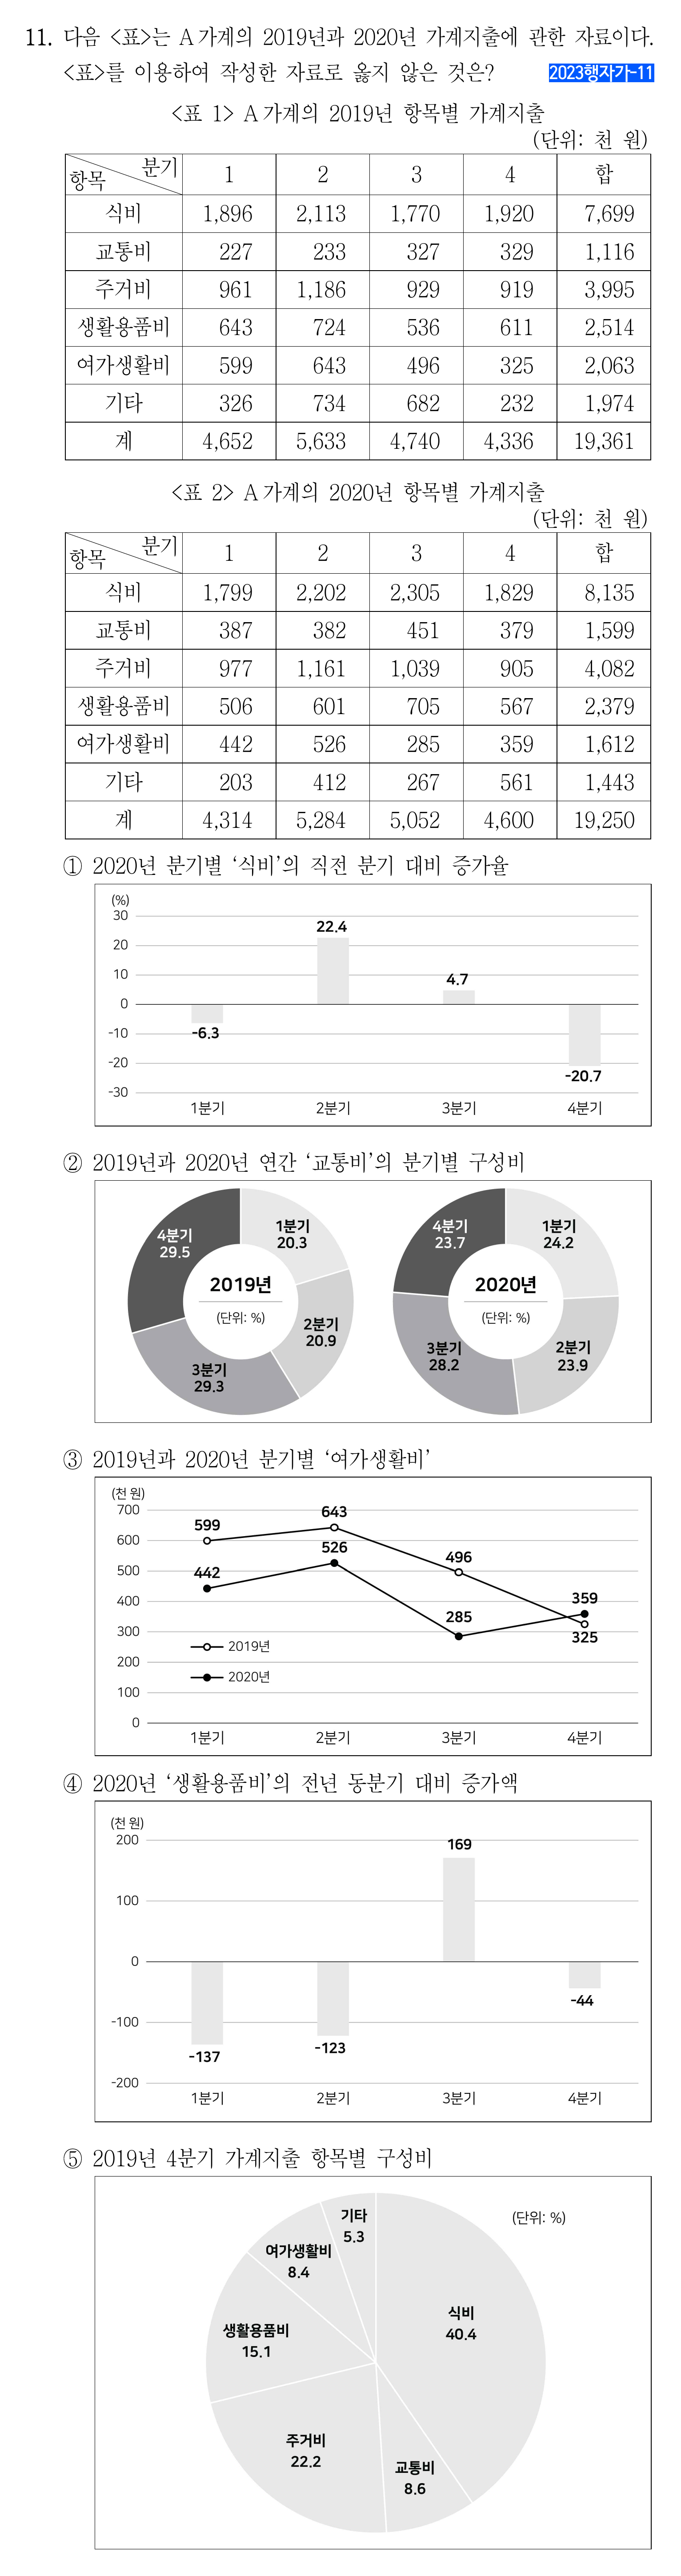 11. 다음 <표>는 A가계의 2019년과 2020년 가계지출에 관한 자료이다.
<표>를 이용하여 작성한 자료로 옳지 않은 것은? 2023행자가-11
<표 1> A가계의 2019년 항목별 가계지출
(단위: 천 원)
항목 분기 1 2 3 4 합
식비 1,896 2,113 1,770 1,920 7,699
교통비 227 233 327 329 1,116
주거비 961 1,186 929 919 3,995
생활용품비 643 724 536 611 2,514
여가생활비 599 643 496 325 2,063
기타 326 734 682 232 1,974
계 4,652 5,633 4,740 4,336 19,361
<표 2> A가계의 2020년 항목별 가계지출
(단위: 천 원)
항목 분기 1 2 3 4 합
식비 1,799 2,202 2,305 1,829 8,135
교통비 387 382 451 379 1,599
주거비 977 1,161 1,039 905 4,082
생활용품비 506 601 705 567 2,379
여가생활비 442 526 285 359 1,612
기타 203 412 267 561 1,443
계 4,314 5,284 5,052 4,600 19,250
① 2020년 분기별 ‘식비’의 직전 분기 대비 증가율
(%)
30
20
10
0
-10
-20
-30
-6.3
22.4
4.7
-20.7
1분기 2분기 3분기 4분기
② 2019년과 2020년 연간 ‘교통비’의 분기별 구성비
2019년
(단위: %)
1분기
20.3
2분기
20.9
3분기
29.3
4분기
29.5
2020년
(단위: %)
1분기
24.2
2분기
23.9
3분기
28.2
4분기
23.7
③ 2019년과 2020년 분기별 ‘여가생활비’
(천 원)
700
600
500
400
300
200
100
0
599
643
496
325
442
526
285
359
2019년
2020년
1분기 2분기 3분기 4분기
④ 2020년 ‘생활용품비’의 전년 동분기 대비 증가액
(천 원)
200
100
0
-100
-200
-137
-123
169
-44
1분기 2분기 3분기 4분기
⑤ 2019년 4분기 가계지출 항목별 구성비
(단위: %)
식비
40.4
교통비
8.6
주거비
22.2
생활용품비
15.1
여가생활비
8.4
기타
5.3